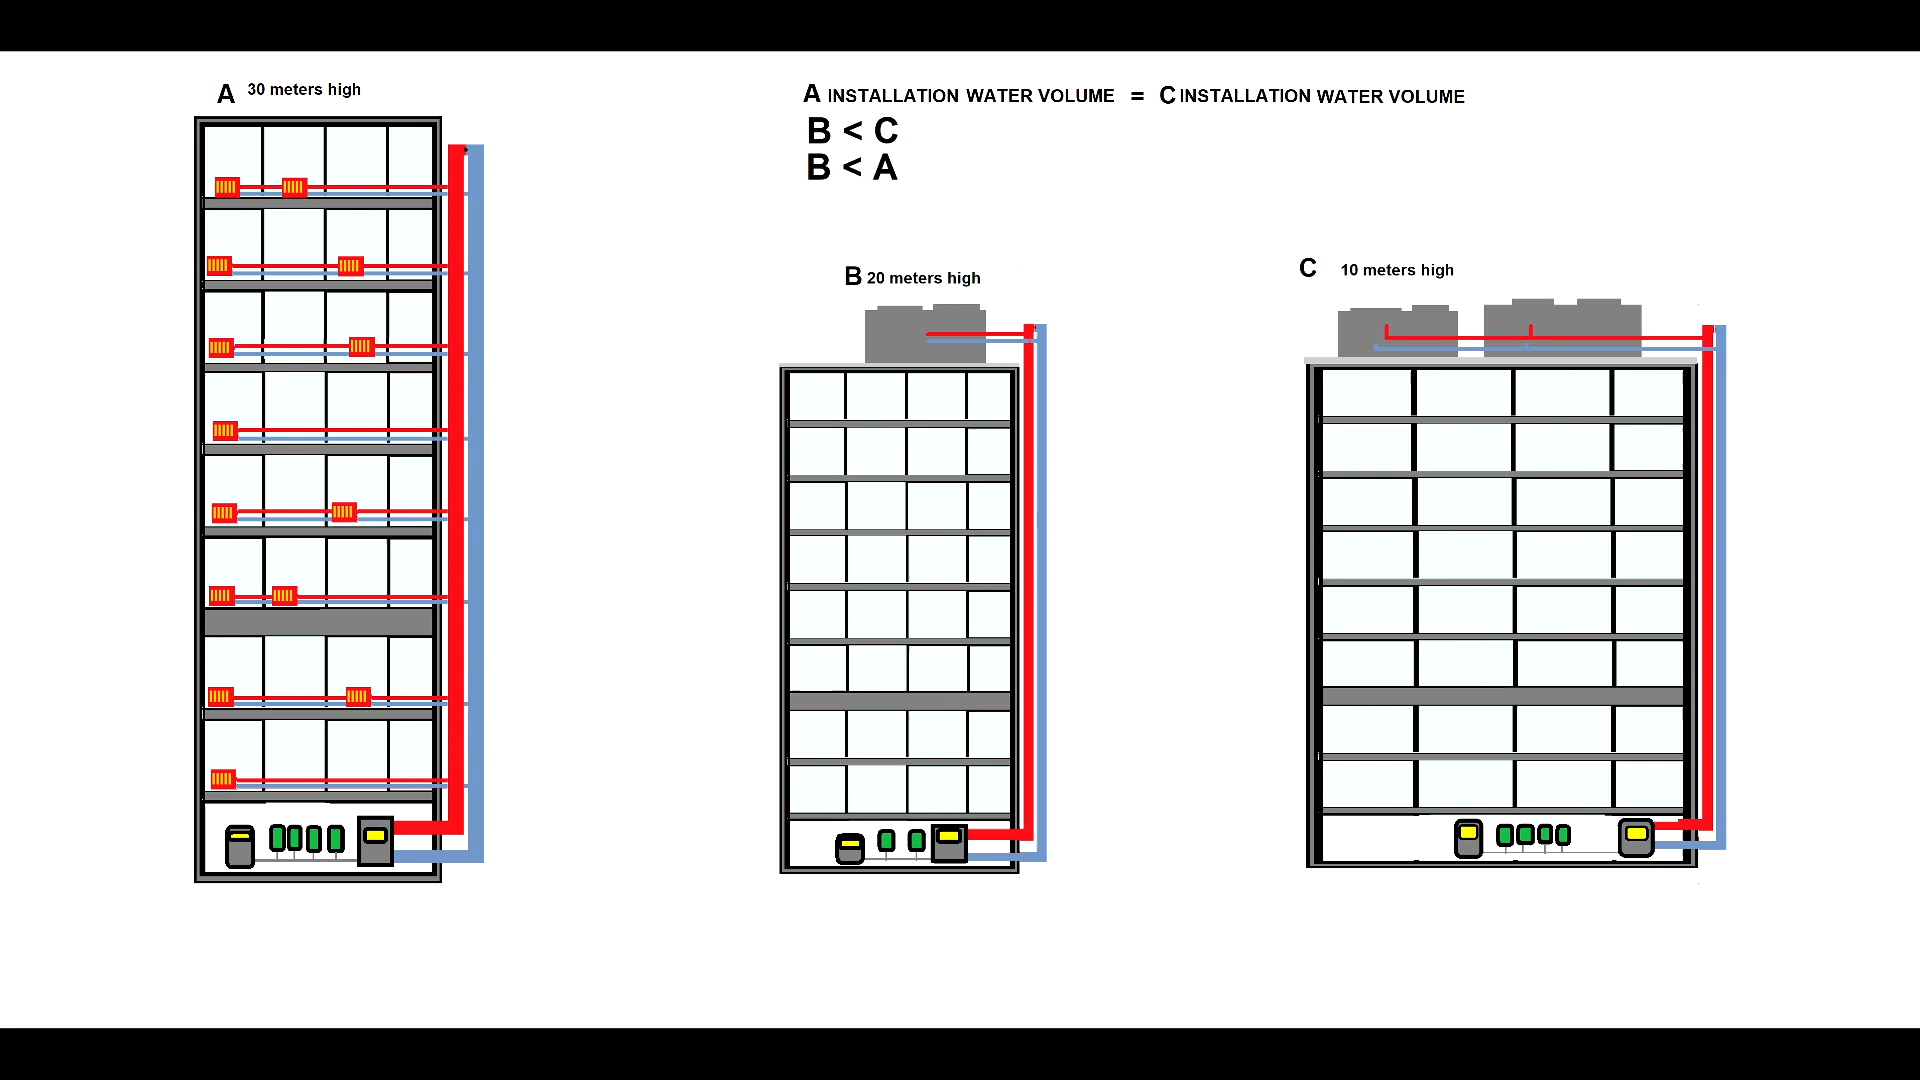 A 30 meters high
A INSTALLATION WATER VOLUME = C INSTALLATION WATER VOLUME
B < C
B < A
B 20 meters high
C 10 meters high